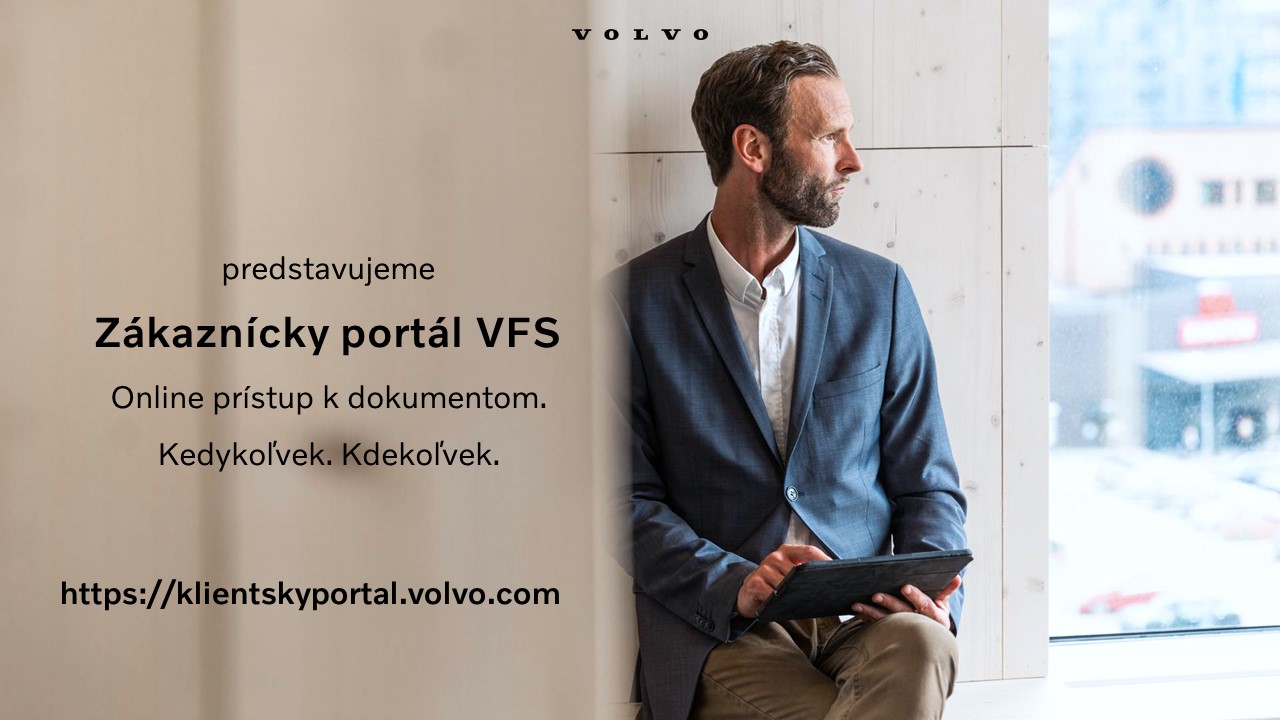 VOLVO
predstavujeme
Zákaznícky portál VFS
Online prístup k dokumentom.
Kedykoľvek. Kdekoľvek.
https://klientskyportal.volvo.com